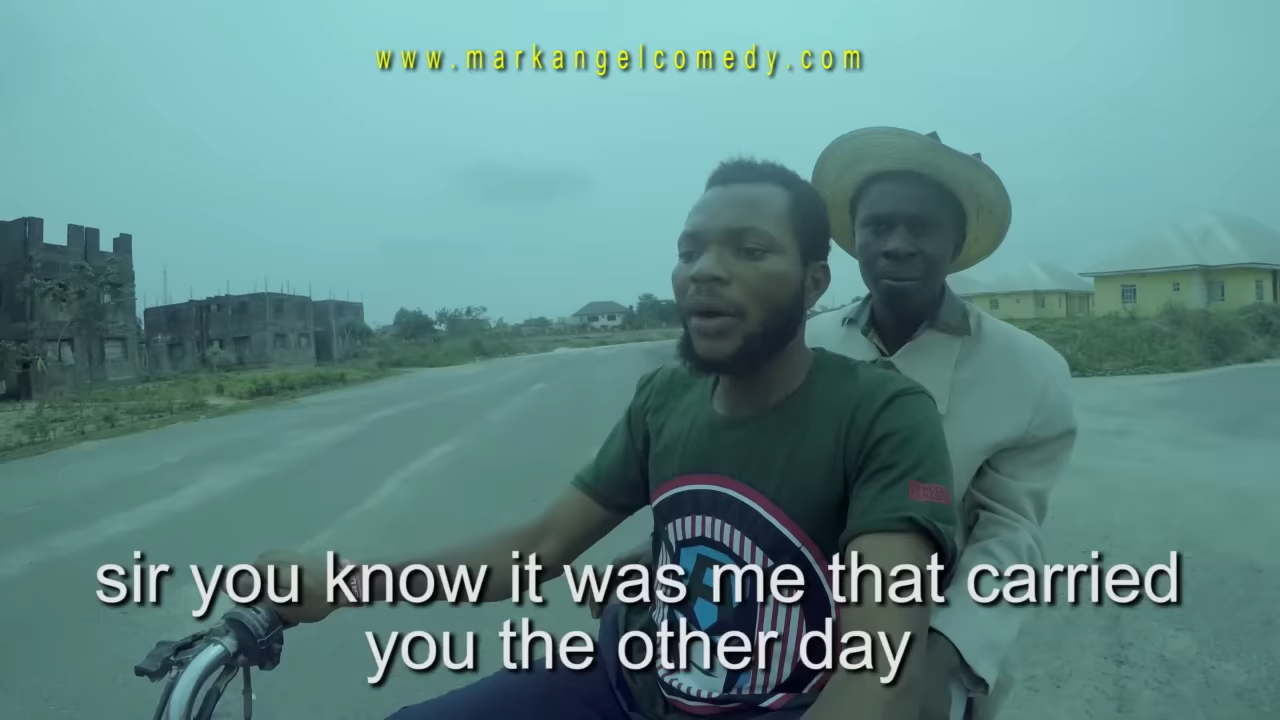 www.markangelcomedy.com
sir you know it was me that carried
you the other day